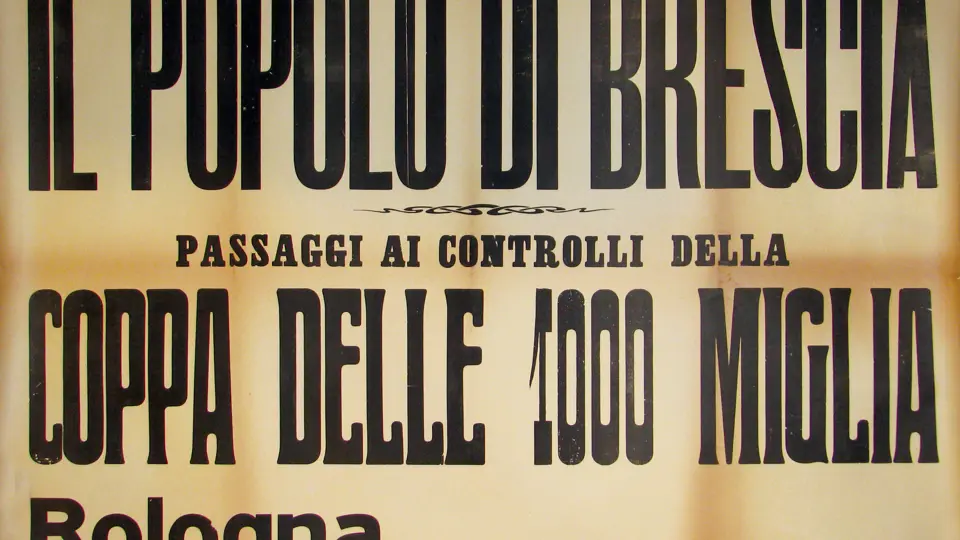 IL POPOLO DI BRESCIA
PASSAGGI AI CONTROLLI DELLA
COPPA DELLE 1000 MIGLIA
Bologna